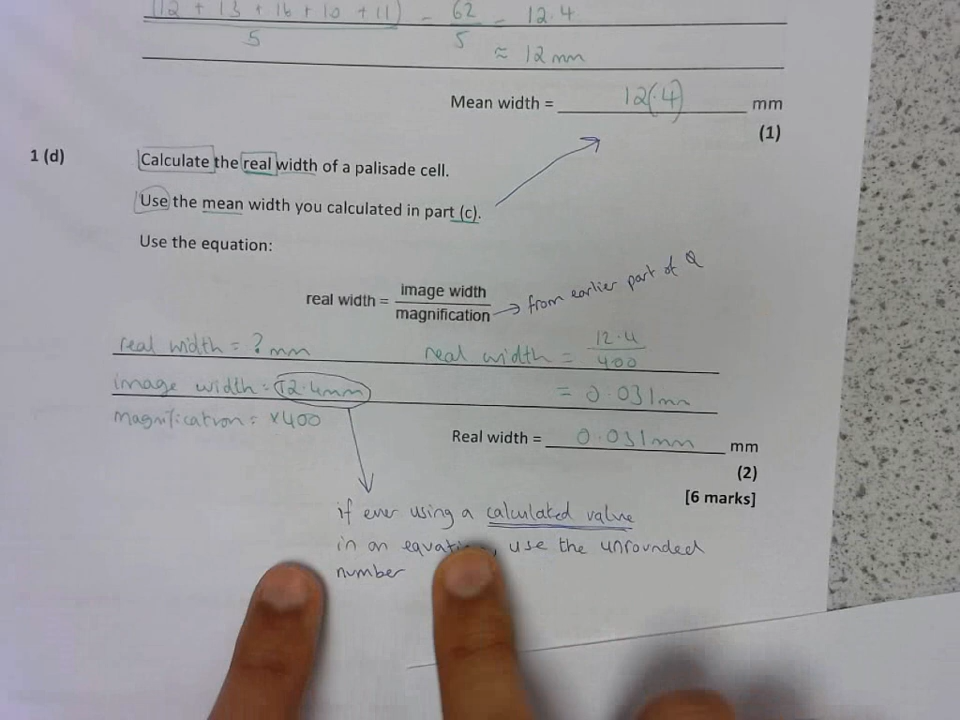 (12 + 13 + 16 + 10 + 11) = 62 = 12.4
5 5
≈ 12 mm
Mean width = 12(.4) mm
(1)
1 (d) Calculate the real width of a palisade cell.
Use the mean width you calculated in part (c).
Use the equation:
real width = image width
magnification → from earlier part of Q
real width = ? mm real width = 12.4
400
image width = 12.4mm = 0.031mm
Magnification = ×400
Real width = 0.031mm mm
(2)
[6 marks]
if ever using a calculated value
in an use the unrounded
number